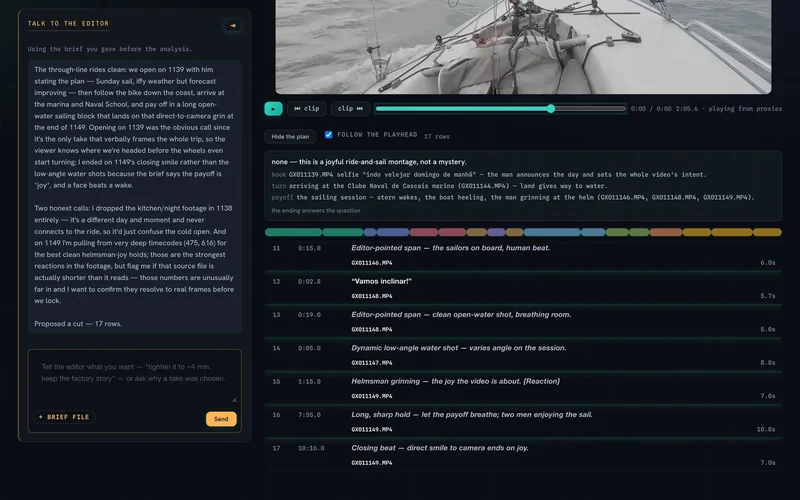 TALK TO THE EDITOR
Using the brief you gave before the analysis.
The through-line rides clean: we open on 1139 with him
stating the plan — Sunday sail, iffy weather but forecast
improving — then follow the bike down the coast, arrive at
the marina and Naval School, and pay off in a long open-
water sailing block that lands on that direct-to-camera grin at
the end of 1149. Opening on 1139 was the obvious call since
it's the only take that verbally frames the whole trip, so the
viewer knows where we're headed before the wheels even
start turning; I ended on 1149's closing smile rather than the
low-angle water shots because the brief says the payoff is
"joy", and a face beats a wake.
Two honest calls: I dropped the kitchen/night footage in 1138
entirely — it's a different day and moment and never
connects to the ride, so it'd just confuse the cold open. And
on 1149 I'm pulling from very deep timecodes (475, 616) for
the best clean helmsman-joy holds; those are the strongest
reactions in the footage, but flag me if that source file is
actually shorter than it reads — those numbers are unusually
far in and I want to confirm they resolve to real frames before
we lock.
Proposed a cut — 17 rows.
Tell the editor what you want — "tighten it to ~4 min,
keep the factory story" — or ask why a take was chosen.
+ BRIEF FILE
Send
clip
clip
0:00 / 0:00 2:05.6 · playing from proxies
Hide the plan
FOLLOW THE PLAYHEAD
17 rows
none — this is a joyful ride-and-sail montage, not a mystery.
hook GX011139.MP4 selfie "indo velejar domingo de manhã" — the man announces the day and sets the whole video's intent.
turn arriving at the Clube Naval de Cascais marina (GX011144.MP4) — land gives way to water.
payoff the sailing session — stern wakes, the boat heeling, the man grinning at the helm (GX011146.MP4, GX011148.MP4, GX011149.MP4).
the ending answers the question
11 0:15.0 Editor-pointed span — the sailors on board, human beat.
GX011146.MP4 6.0s
12 0:02.8 “Vamos inclinar!”
GX011148.MP4 5.7s
13 0:19.0 Editor-pointed span — clean open-water shot, breathing room.
GX011148.MP4 5.0s
14 0:05.0 Dynamic low-angle water shot — varies angle on the session.
GX011147.MP4 8.0s
15 1:15.0 Helmsman grinning — the joy the video is about. (Reaction)
GX011149.MP4 7.0s
16 7:55.0 Long, sharp hold — let the payoff breathe; two men enjoying the sail.
GX011149.MP4 10.0s
17 10:16.0 Closing beat — direct smile to camera ends on joy.
GX011149.MP4 7.0s